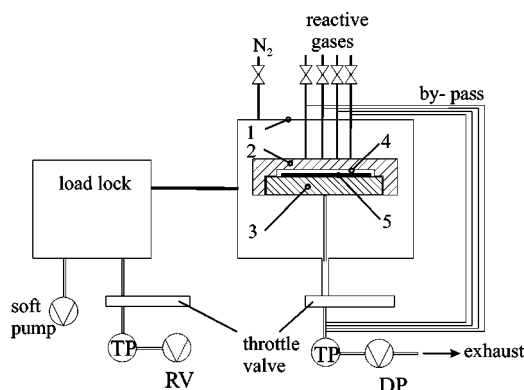 reactive
gases
N2
by- pass
1
2
4
load lock
3
5
soft
pump
throttle
valve
TP
RV
TP
DP
exhaust